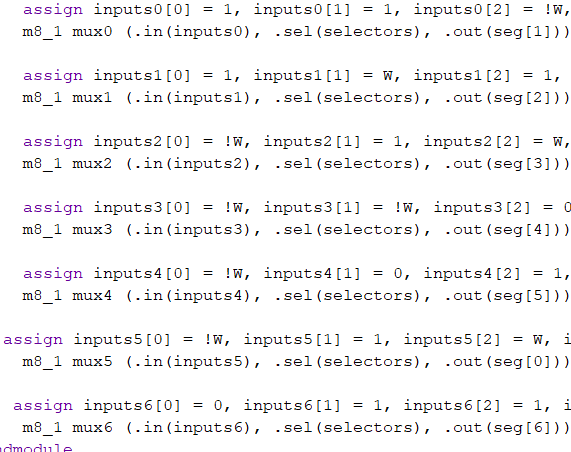 assign inputs0[0] = 1, inputs0[1] = 1, inputs0[2] = !W,
m8_1 mux0 (.in(inputs0), .sel(selectors), .out(seg[1]))
assign inputs1[0] = 1, inputs1[1] = W, inputs1[2] = 1,
m8_1 mux1 (.in(inputs1), .sel(selectors), .out(seg[2]))
assign inputs2[0] = !W, inputs2[1] = 1, inputs2[2] = W,
m8_1 mux2 (.in(inputs2), .sel(selectors), .out(seg[3]))
assign inputs3[0] = !W, inputs3[1] = !W, inputs3[2] = 0
m8_1 mux3 (.in(inputs3), .sel(selectors), .out(seg[4]))
assign inputs4[0] = !W, inputs4[1] = 0, inputs4[2] = 1,
m8_1 mux4 (.in(inputs4), .sel(selectors), .out(seg[5]))
assign inputs5[0] = !W, inputs5[1] = 1, inputs5[2] = W, i
m8_1 mux5 (.in(inputs5), .sel(selectors), .out(seg[0]))
assign inputs6[0] = 0, inputs6[1] = 1, inputs6[2] = 1, i
m8_1 mux6 (.in(inputs6), .sel(selectors), .out(seg[6]))
ndmodule